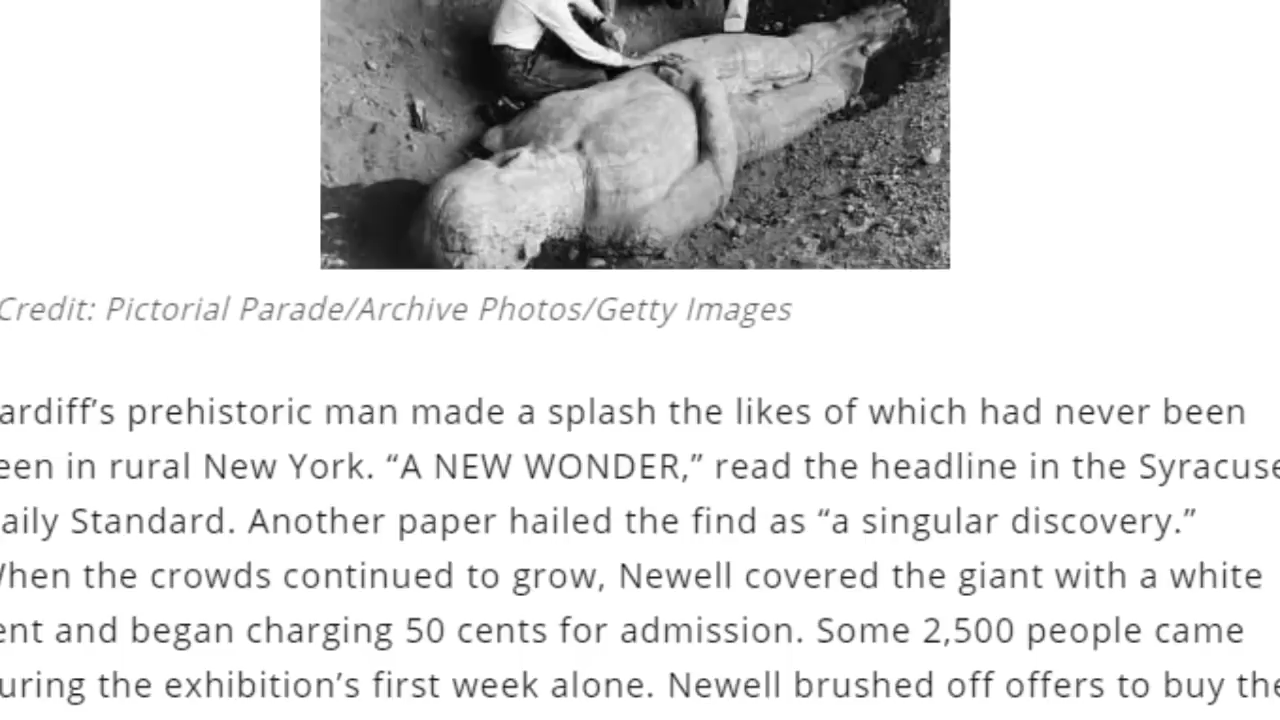 Credit: Pictorial Parade/Archive Photos/Getty Images
ardiff’s prehistoric man made a splash the likes of which had never been
een in rural New York. “A NEW WONDER,” read the headline in the Syracuse
aily Standard. Another paper hailed the find as “a singular discovery.”
When the crowds continued to grow, Newell covered the giant with a white
ent and began charging 50 cents for admission. Some 2,500 people came
uring the exhibition’s first week alone. Newell brushed off offers to buy the